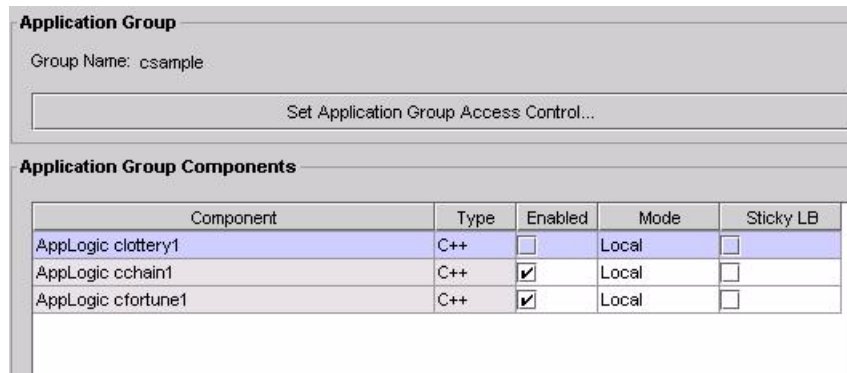 Application Group
Group Name: csample
Set Application Group Access Control...
Application Group Components
Component Type Enabled Mode Sticky LB
AppLogic clottery1 C++ Local
AppLogic cchain1 C++ Local
AppLogic cfortune1 C++ Local